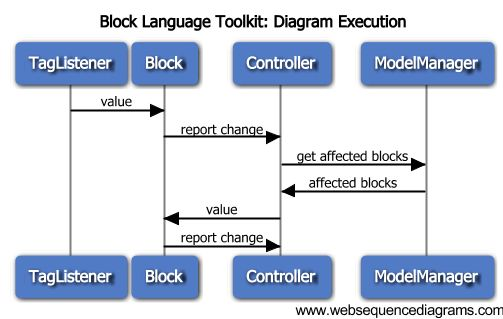 Block Language Toolkit: Diagram Execution
TagListener Block Controller ModelManager
value
report change
get affected blocks
affected blocks
value
report change
TagListener Block Controller ModelManager
www.websequencediagrams.com